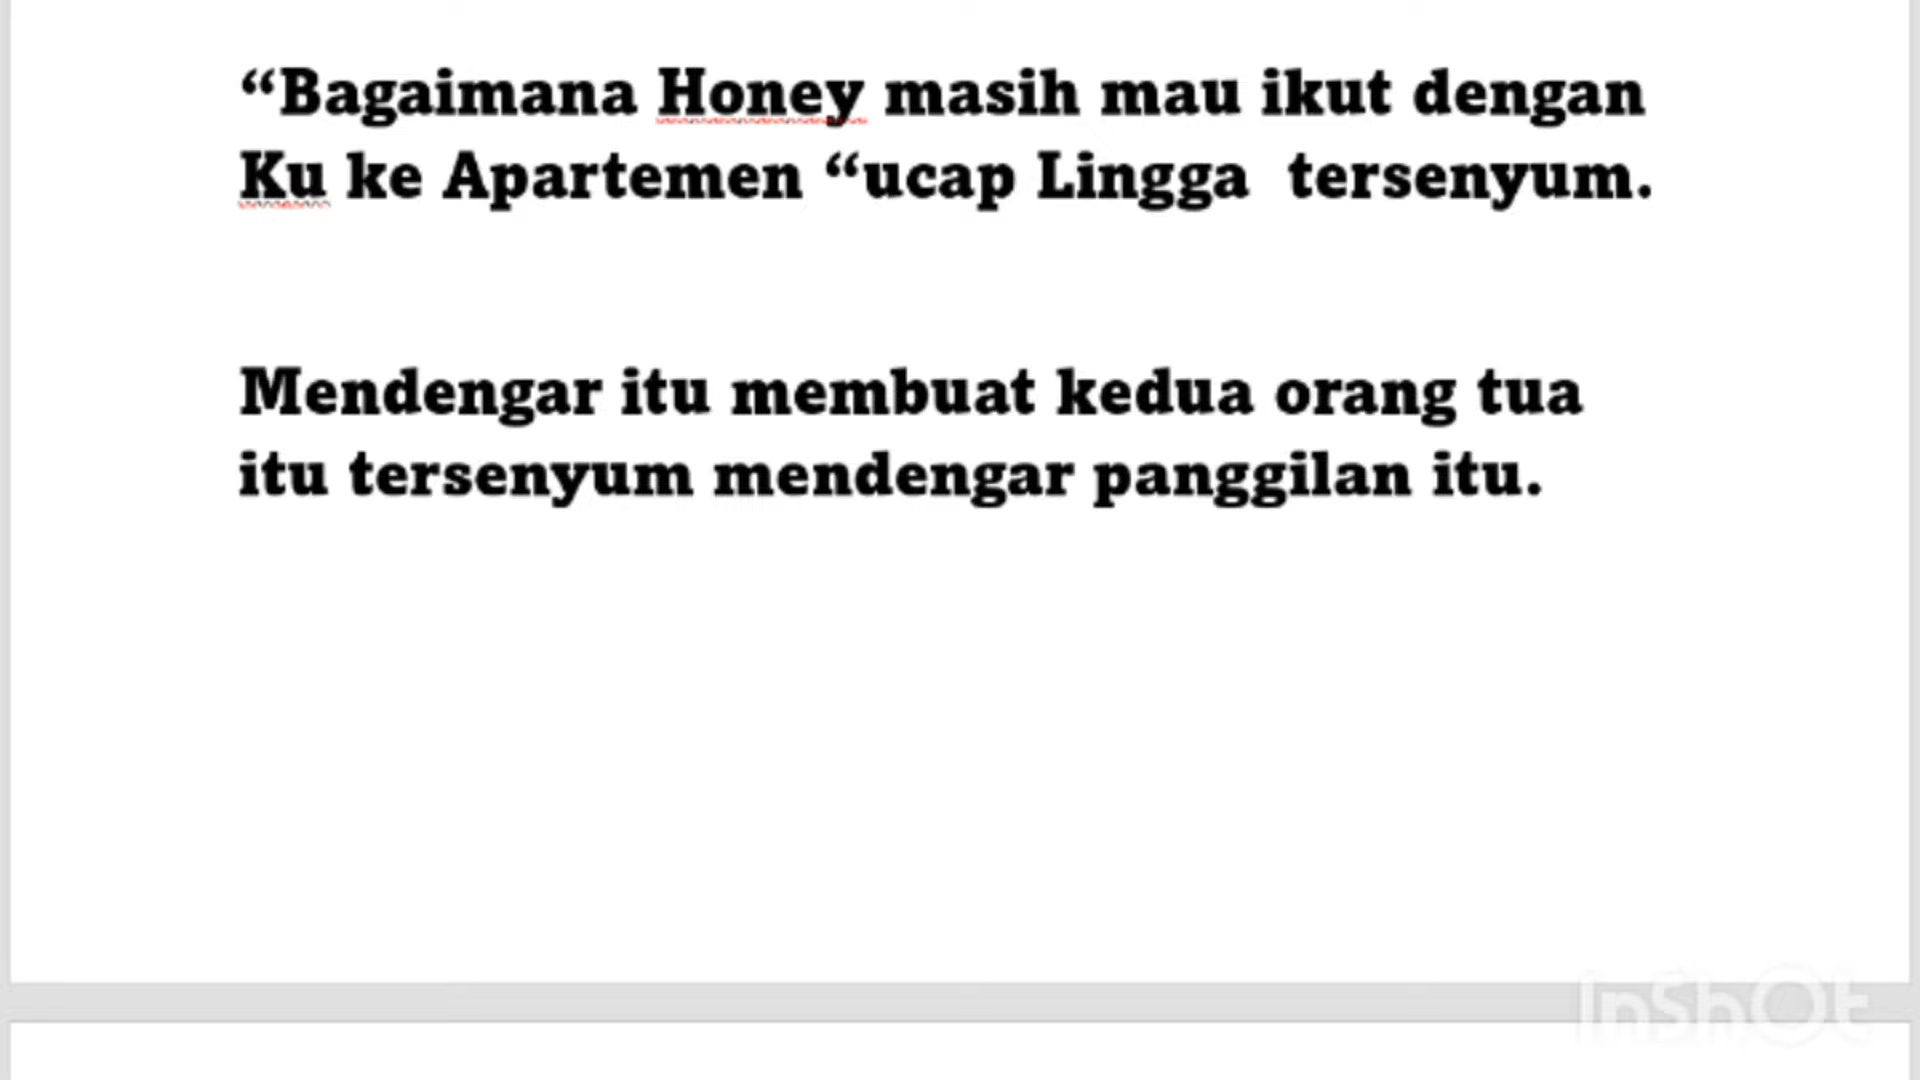 “Bagaimana Honey masih mau ikut dengan
Ku ke Apartemen “ucap Lingga  tersenyum.
Mendengar itu membuat kedua orang tua
itu tersenyum mendengar panggilan itu.
InShOt